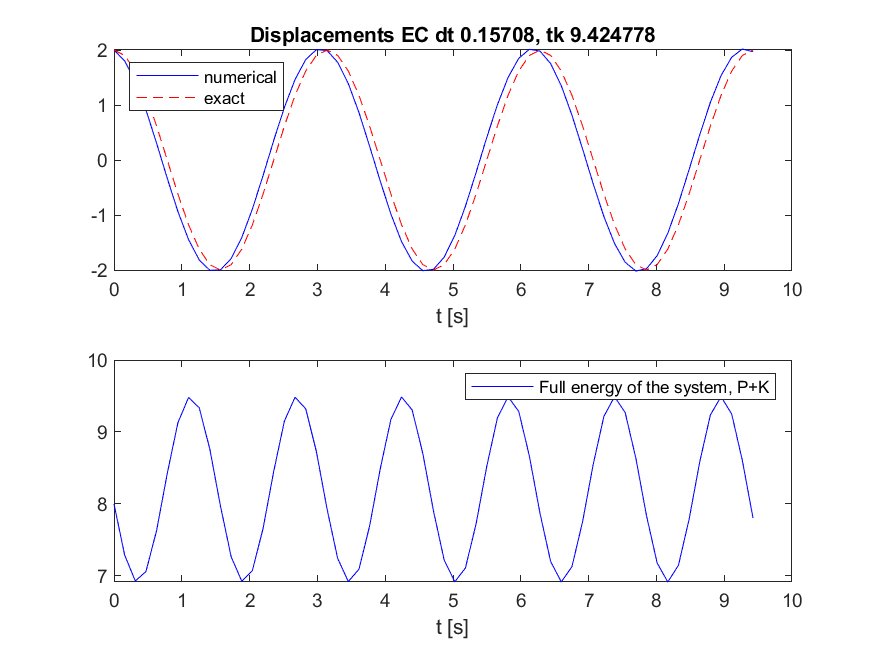 Displacements EC dt 0.15708, tk 9.424778
2
1
0
-1
-2
numerical
exact
0 1 2 3 4 5 6 7 8 9 10
t [s]
10
9
8
7
Full energy of the system, P+K
0 1 2 3 4 5 6 7 8 9 10
t [s]